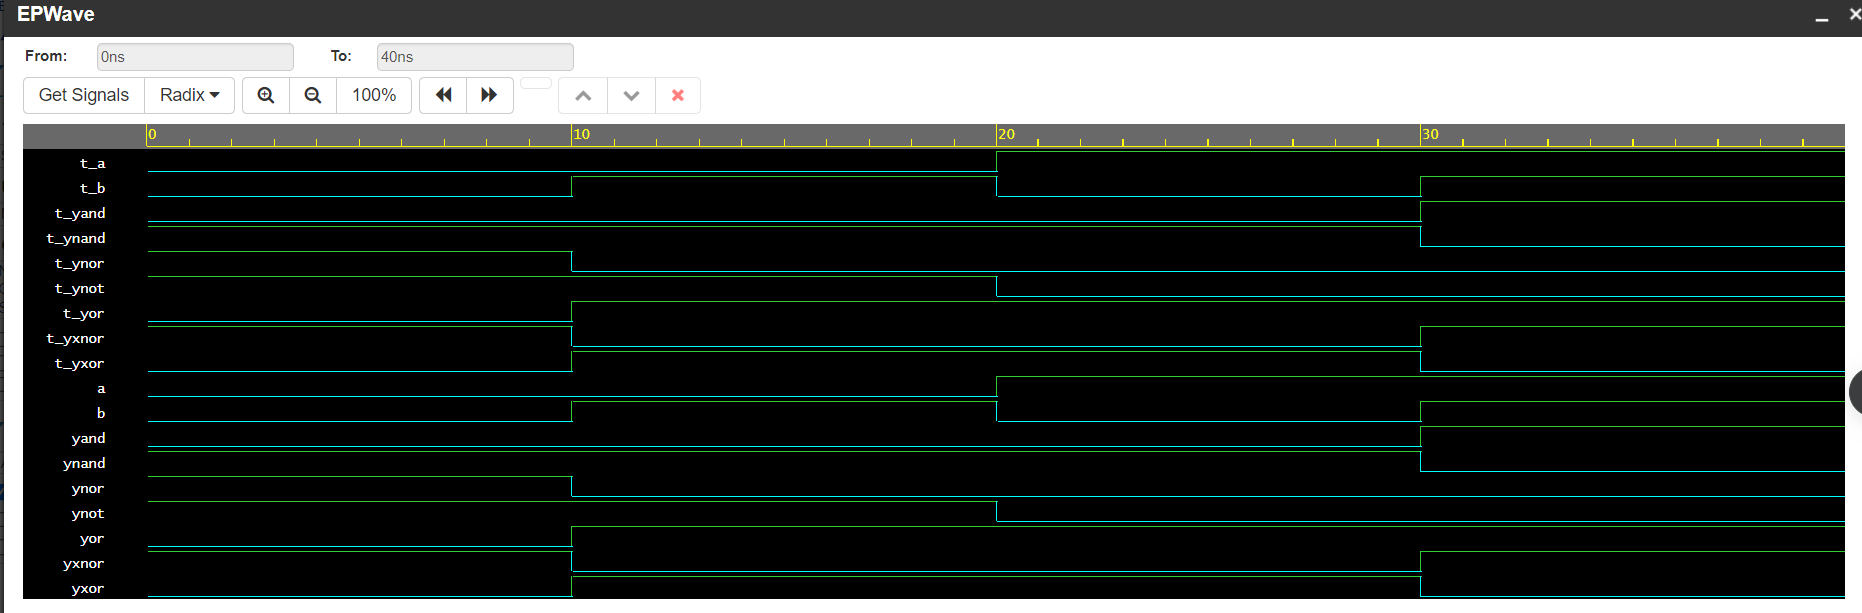 EPWave
From: 0ns To: 40ns
Get Signals Radix 100%
0 10 20 30
t_a
t_b
t_yand
t_ynand
t_ynor
t_ynot
t_yor
t_yxnor
t_yxor
a
b
yand
ynand
ynor
ynot
yor
yxnor
yxor